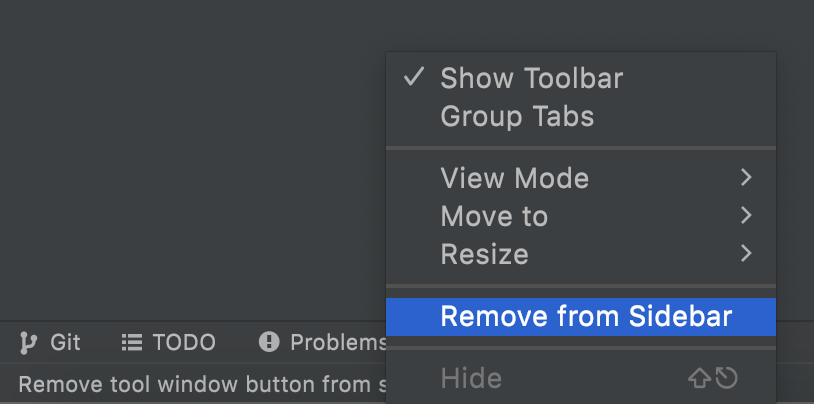 Show Toolbar
Group Tabs
View Mode
Move to
Resize
Remove from Sidebar
Hide
Git TODO Problems
Remove tool window button from s